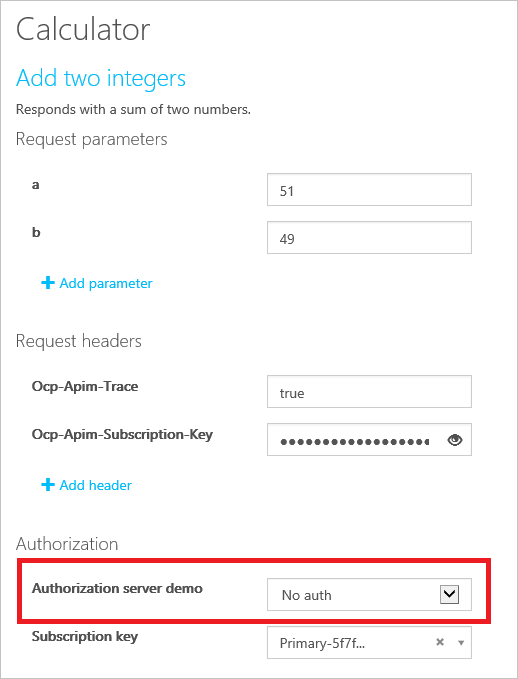 Calculator
Add two integers
Responds with a sum of two numbers.
Request parameters
a
51
b
49
Add parameter
Request headers
Ocp-Apim-Trace
true
Ocp-Apim-Subscription-Key
Add header
Authorization
Authorization server demo
No auth
Subscription key
Primary-5f7f...